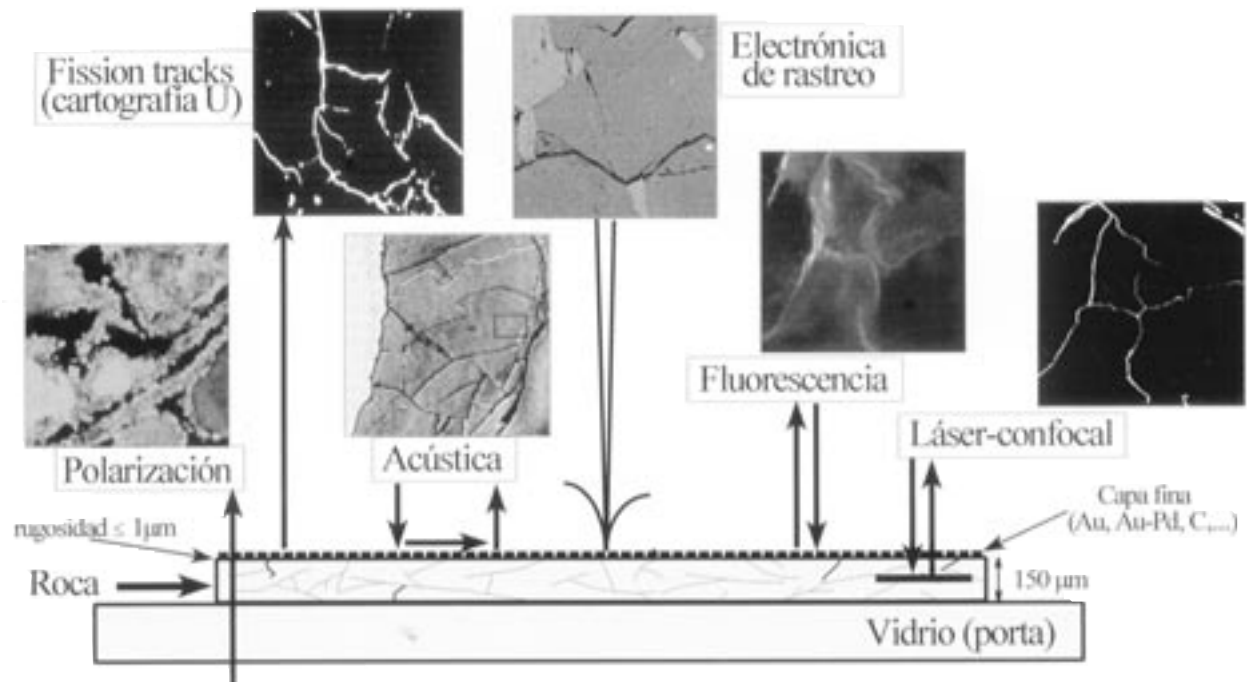 Fission tracks
(cartografia U)
Electrónica
de rastreo
Polarización
Acústica
Fluorescencia
Láser-confocal
rugosidad ≤ 1μm
Capa fina
(Au, Au-Pd, C,...)
Roca
150 μm
Vidrio (porta)